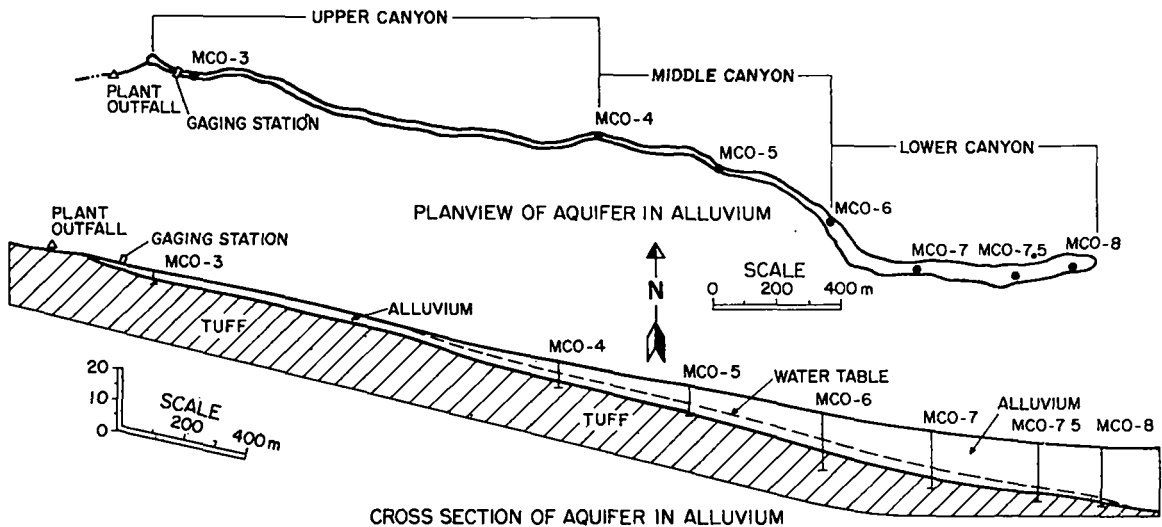 UPPER CANYON
MCO-3
MIDDLE CANYON
PLANT
OUTFALL
GAGING STATION
MCO-4
LOWER CANYON
MCO-5
PLANVIEW OF AQUIFER IN ALLUVIUM
MCO-6
MCO-7
MCO-7.5
MCO-8
PLANT
OUTFALL
GAGING STATION
MCO-3
SCALE
0 200 400 m
N
ALLUVIUM
TUFF
MCO-4
MCO-5
WATER TABLE
MCO-6
ALLUVIUM
MCO-7
MCO-7 5
MCO-8
TUFF
20
10
0
SCALE
200
400 m
CROSS SECTION OF AQUIFER IN ALLUVIUM